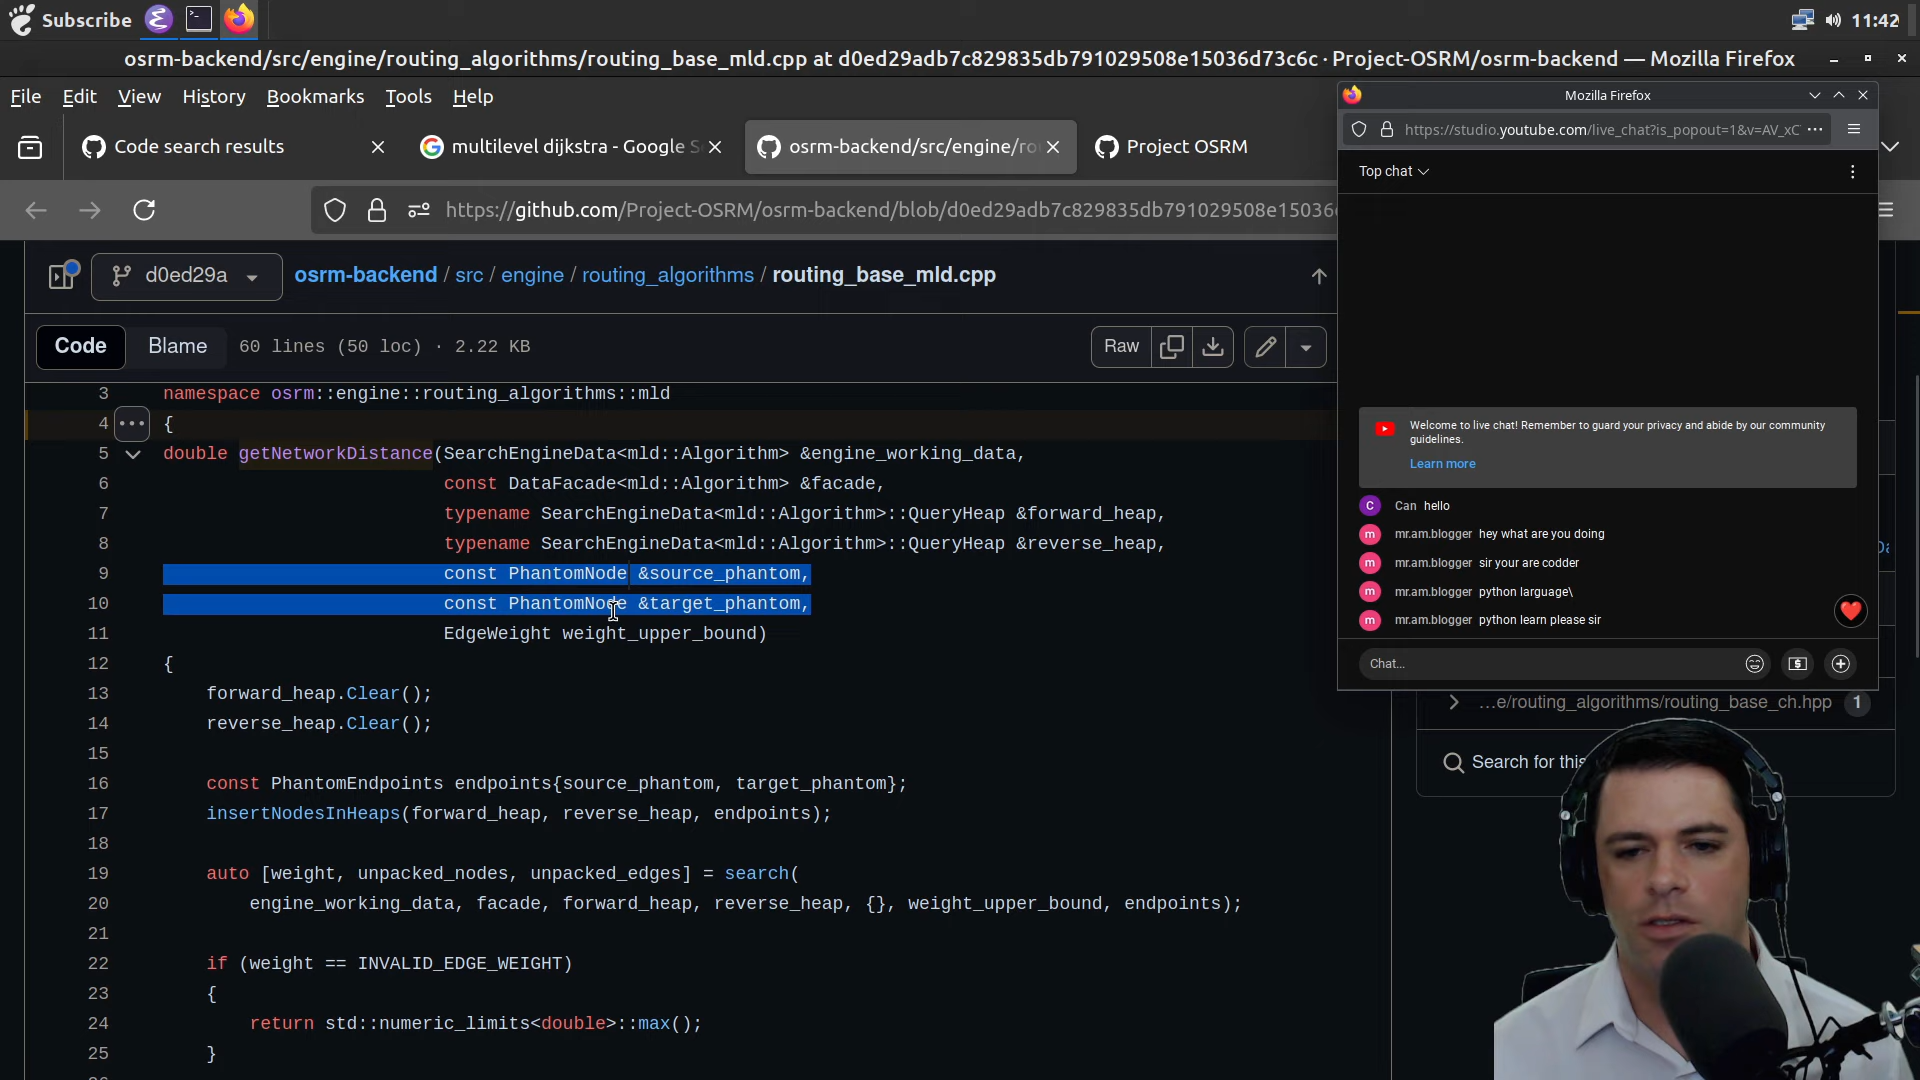 Subscribe
11:42
osrm-backend/src/engine/routing_algorithms/routing_base_mld.cpp at d0ed29adb7c829835db791029508e15036d73c6c · Project-OSRM/osrm-backend — Mozilla Firefox
File Edit View History Bookmarks Tools Help
Code search results
multilevel dijkstra - Google S
osrm-backend/src/engine/ro
Project OSRM
https://github.com/Project-OSRM/osrm-backend/blob/d0ed29adb7c829835db791029508e15036
d0ed29a
osrm-backend / src / engine / routing_algorithms / routing_base_mld.cpp
Code Blame 60 lines (50 loc) · 2.22 KB
Raw
3 namespace osrm::engine::routing_algorithms::mld
4 {
5 double getNetworkDistance(SearchEngineData<mld::Algorithm> &engine_working_data,
6 const DataFacade<mld::Algorithm> &facade,
7 typename SearchEngineData<mld::Algorithm>::QueryHeap &forward_heap,
8 typename SearchEngineData<mld::Algorithm>::QueryHeap &reverse_heap,
9 const PhantomNode &source_phantom,
10 const PhantomNode &target_phantom,
11 EdgeWeight weight_upper_bound)
12 {
13 forward_heap.Clear();
14 reverse_heap.Clear();
15
16 const PhantomEndpoints endpoints{source_phantom, target_phantom};
17 insertNodesInHeaps(forward_heap, reverse_heap, endpoints);
18
19 auto [weight, unpacked_nodes, unpacked_edges] = search(
20 engine_working_data, facade, forward_heap, reverse_heap, {}, weight_upper_bound, endpoints);
21
22 if (weight == INVALID_EDGE_WEIGHT)
23 {
24 return std::numeric_limits<double>::max();
25 }
Mozilla Firefox
https://studio.youtube.com/live_chat?is_popout=1&v=AV_xC
Top chat
Welcome to live chat! Remember to guard your privacy and abide by our community
guidelines.
Learn more
C Can hello
m mr.am.blogger hey what are you doing
m mr.am.blogger sir your are codder
m mr.am.blogger python larguage\
m mr.am.blogger python learn please sir
Chat...
...e/routing_algorithms/routing_base_ch.hpp 1
Search for this